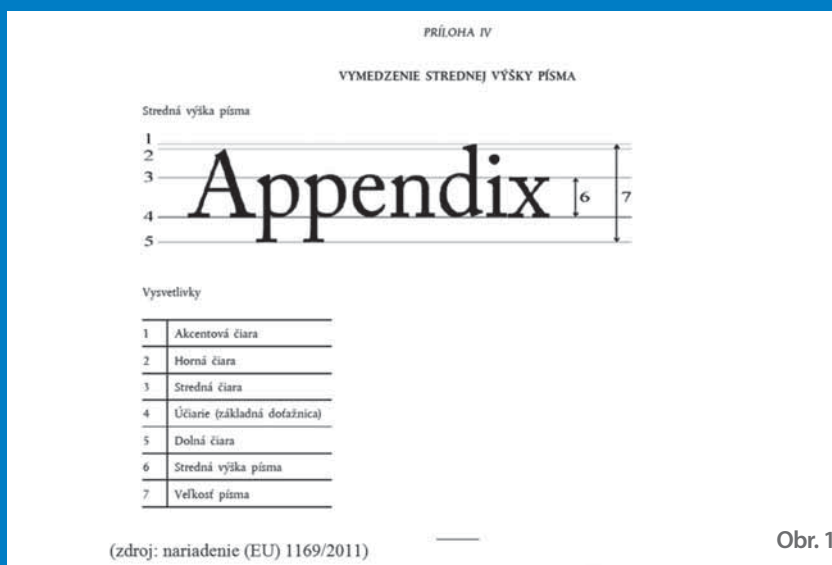 PRÍLOHA IV
VYMEDZENIE STREDNEJ VÝŠKY PÍSMA
Stredná výška písma
1
2
3
4
5
Appendix
6
7
Vysvetlivky
1 Akcentová čiara
2 Horná čiara
3 Stredná čiara
4 Účiarie (základná doťažnica)
5 Dolná čiara
6 Stredná výška písma
7 Veľkosť písma
(zdroj: nariadenie (EU) 1169/2011)
Obr. 1